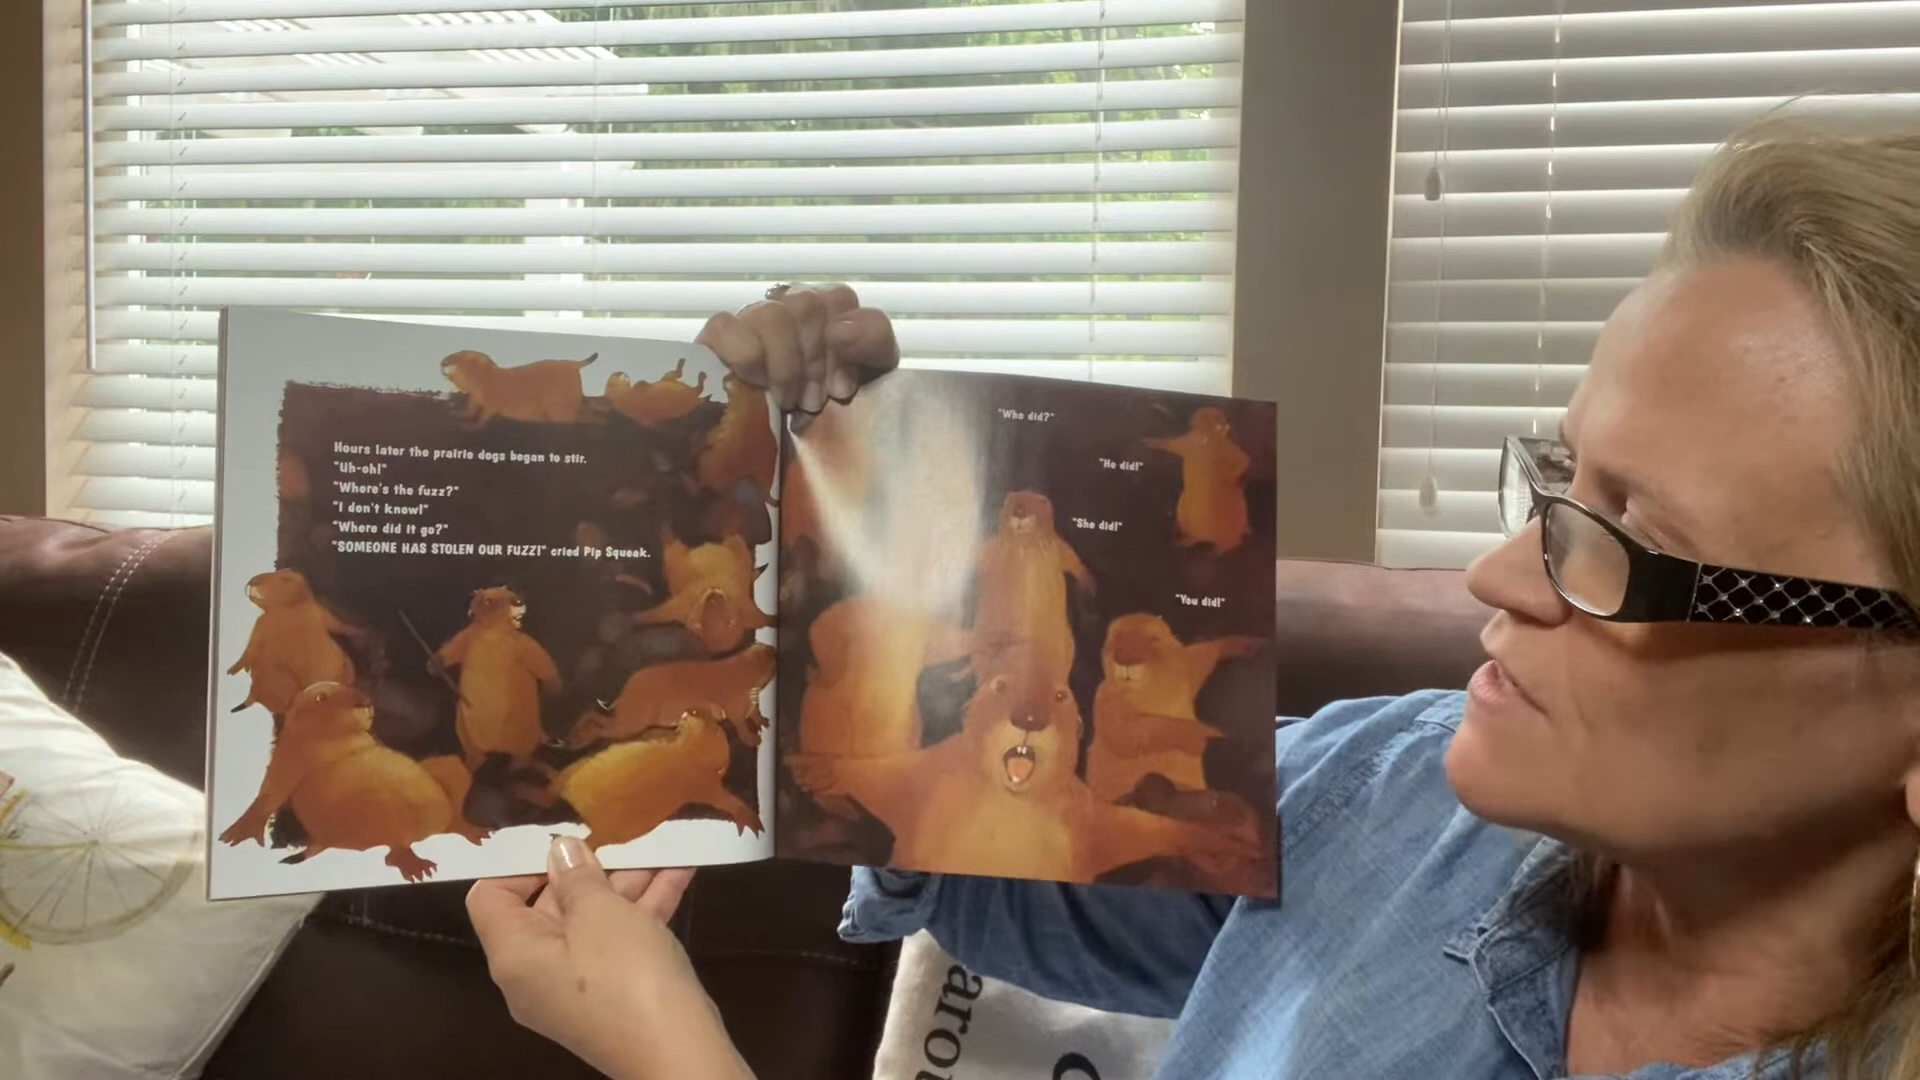 Hours later the prairie dogs began to stir.
"Uh-oh!"
"Where's the fuzz?"
"I don't know!"
"Where did it go?"
"SOMEONE HAS STOLEN OUR FUZZ!" cried Pip Squeak.
"Who did?"
"He did!"
"She did!"
"You did!"